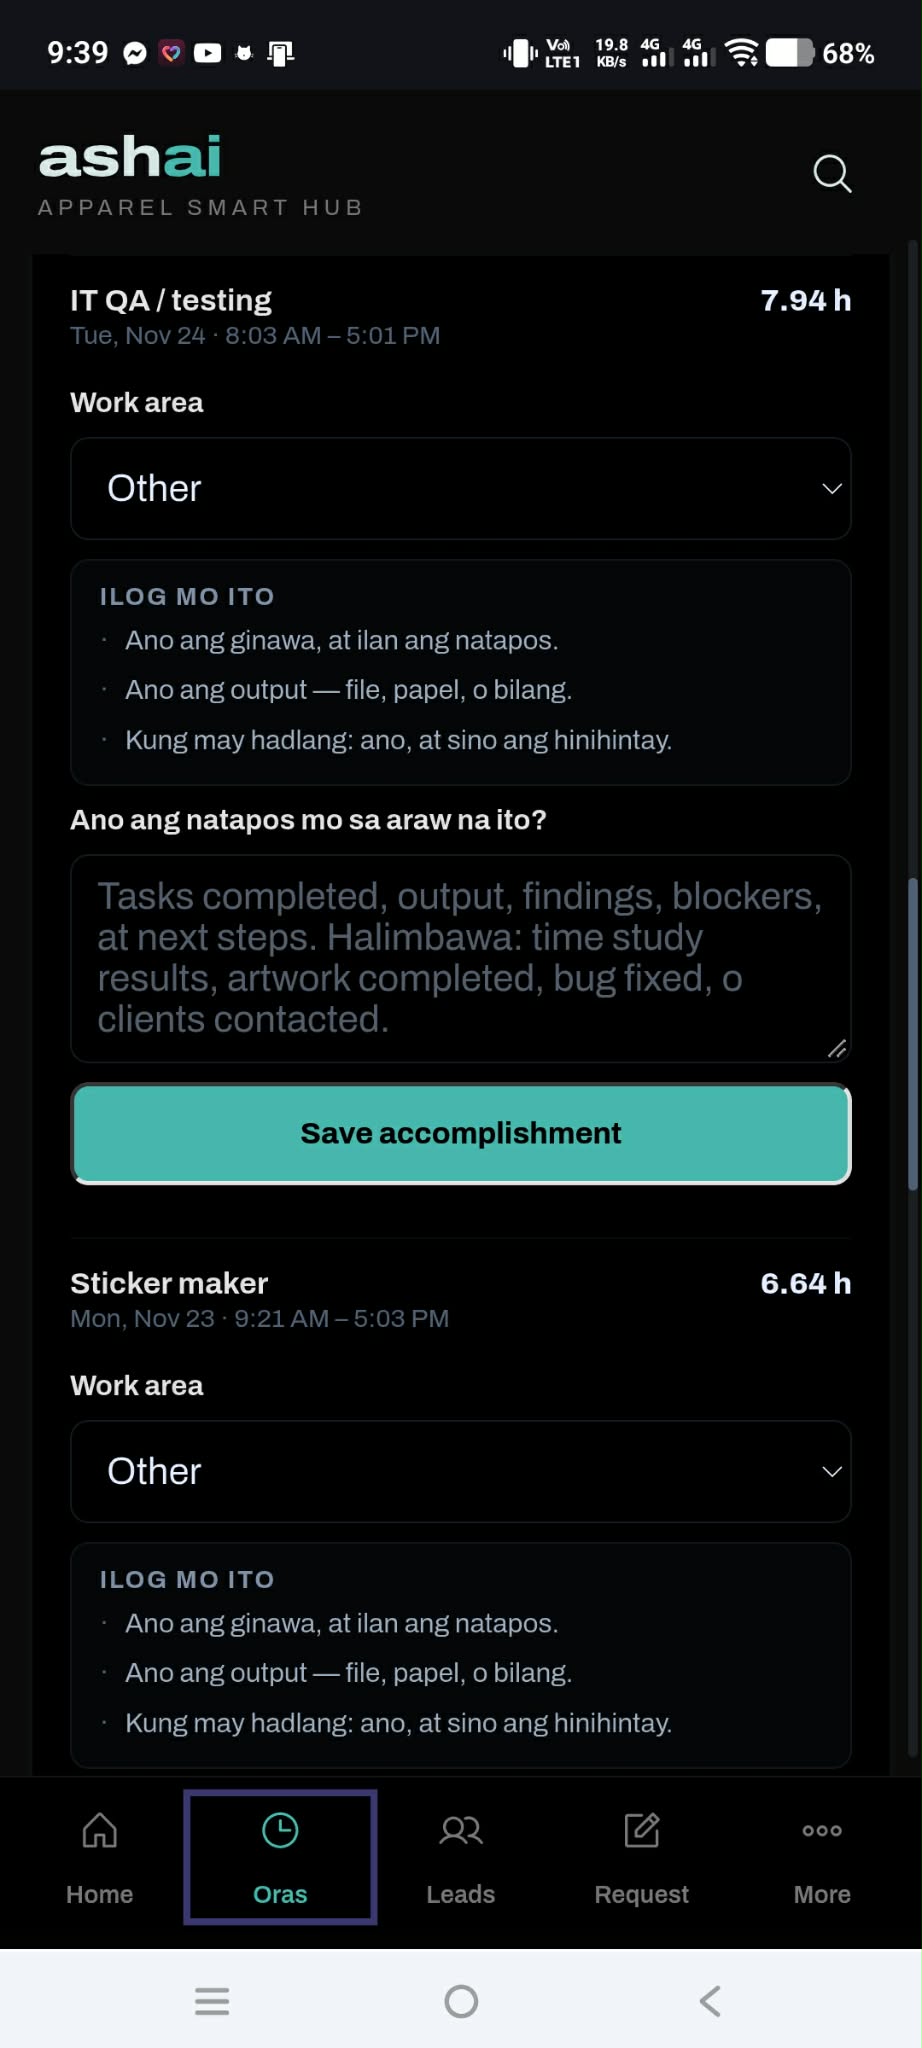 9:39
Vo) LTE1
19.8 KB/s
4G
4G
68%
ashai
APPAREL SMART HUB
IT QA / testing
7.94 h
Tue, Nov 24 · 8:03 AM – 5:01 PM
Work area
Other
ILOG MO ITO
· Ano ang ginawa, at ilan ang natapos.
· Ano ang output — file, papel, o bilang.
· Kung may hadlang: ano, at sino ang hinihintay.
Ano ang natapos mo sa araw na ito?
Tasks completed, output, findings, blockers,
at next steps. Halimbawa: time study
results, artwork completed, bug fixed, o
clients contacted.
Save accomplishment
Sticker maker
6.64 h
Mon, Nov 23 · 9:21 AM – 5:03 PM
Work area
Other
ILOG MO ITO
· Ano ang ginawa, at ilan ang natapos.
· Ano ang output — file, papel, o bilang.
· Kung may hadlang: ano, at sino ang hinihintay.
Home
Oras
Leads
Request
More